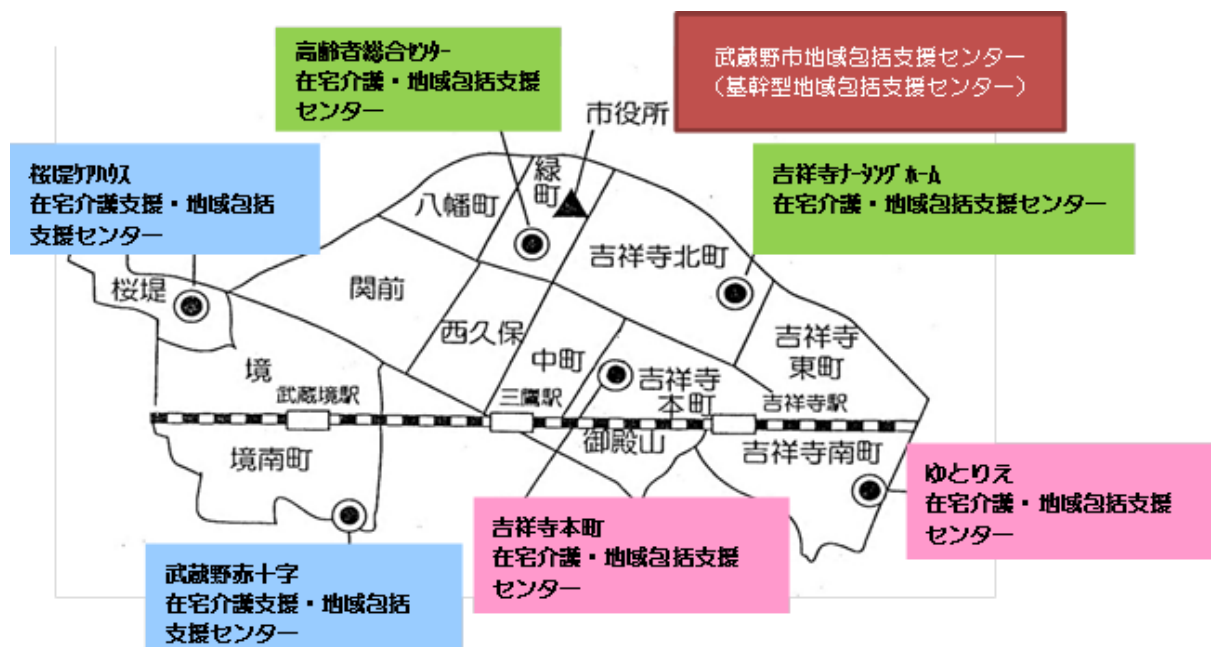 高齢者総合ｾﾝﾀｰ
在宅介護・地域包括支援
センター
武蔵野市地域包括支援センター
（基幹型地域包括支援センター）
市役所
桜堤ｹｱﾊｳｽ
在宅介護支援・地域包括
支援センター
吉祥寺ﾅｰｼﾝｸﾞﾎｰﾑ
在宅介護・地域包括支援センター
緑町
八幡町
吉祥寺北町
桜堤
関前
西久保
中町
吉祥寺
東町
境
吉祥寺
本町
武蔵境駅
三鷹駅
吉祥寺駅
境南町
御殿山
吉祥寺南町
ゆとりえ
在宅介護・地域包括支援
センター
吉祥寺本町
在宅介護・地域包括支援
センター
武蔵野赤十字
在宅介護支援・地域包括
支援センター